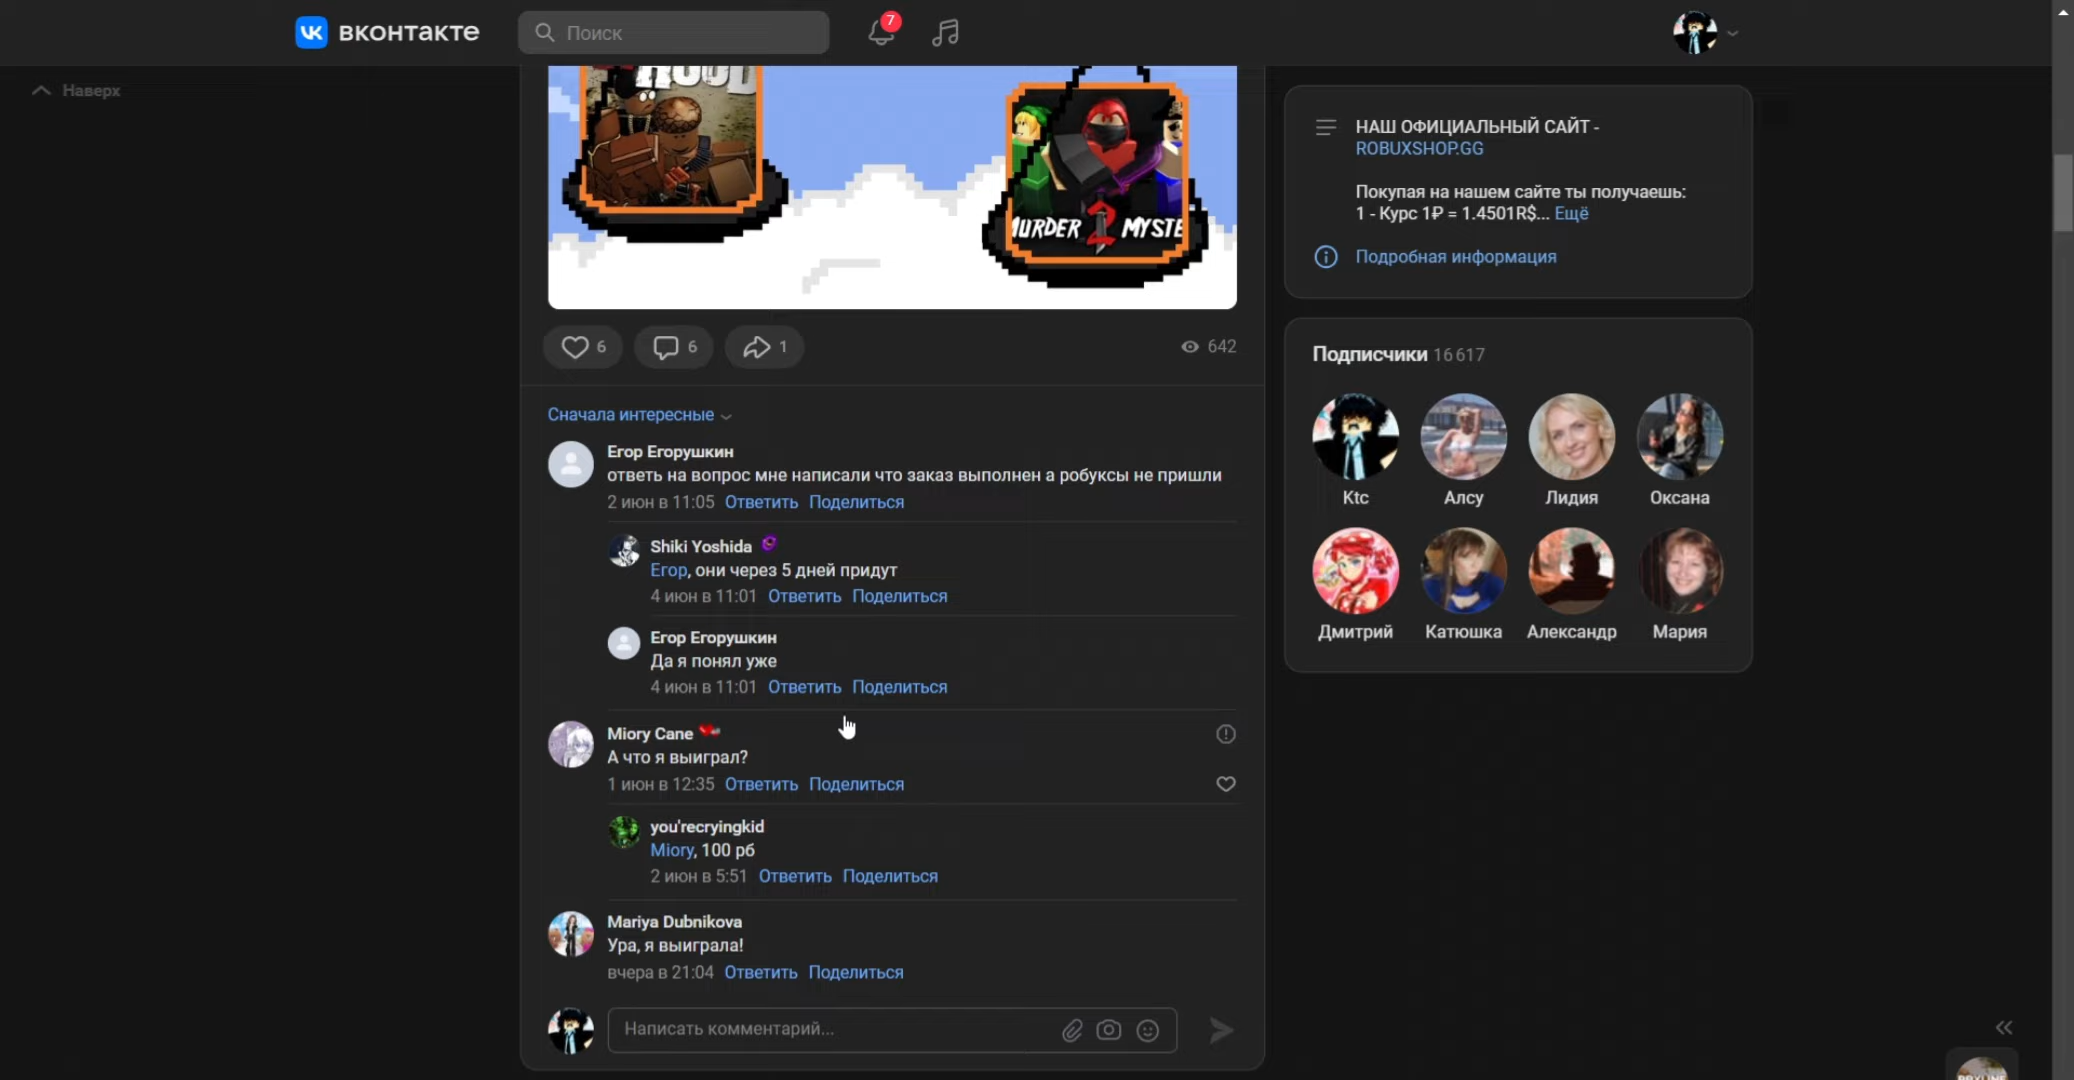 вконтакте
Поиск
7
Наверх
MURDER 2 MYSTE
НАШ ОФИЦИАЛЬНЫЙ САЙТ -
ROBUXSHOP.GG
Покупая на нашем сайте ты получаешь:
1 - Курс 1₽ = 1.4501R$... Ещё
Подробная информация
6
6
1
642
Подписчики 16 617
Ktc
Алсу
Лидия
Оксана
Дмитрий
Катюшка
Александр
Мария
Сначала интересные
Егор Егорушкин
ответь на вопрос мне написали что заказ выполнен а робуксы не пришли
2 июн в 11:05 Ответить Поделиться
Shiki Yoshida
Егор, они через 5 дней придут
4 июн в 11:01 Ответить Поделиться
Егор Егорушкин
Да я понял уже
4 июн в 11:01 Ответить Поделиться
Miory Cane
А что я выиграл?
1 июн в 12:35 Ответить Поделиться
you'recryingkid
Miory, 100 рб
2 июн в 5:51 Ответить Поделиться
Mariya Dubnikova
Ура, я выиграла!
вчера в 21:04 Ответить Поделиться
Написать комментарий...